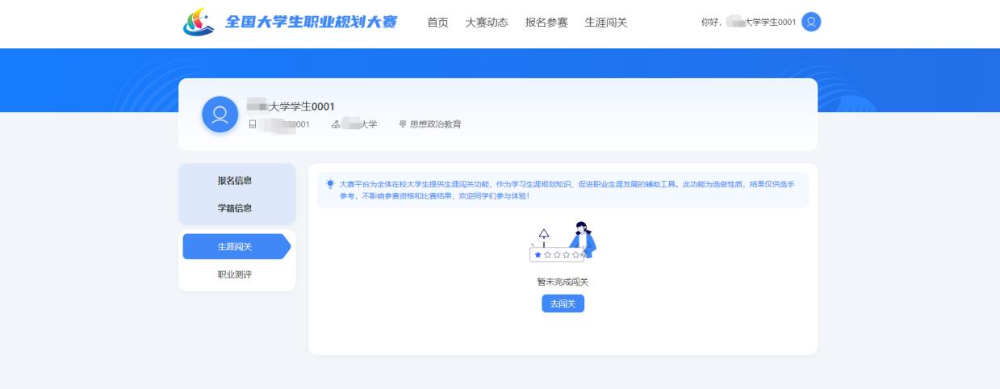 全国大学生职业规划大赛 首页 大赛动态 报名参赛 生涯闯关 你好, 大学学生0001
大学学生0001
001 大学 思想政治教育
报名信息
学籍信息
生涯闯关
职业测评
大赛平台为全体在校大学生提供生涯闯关功能，作为学习生涯规划知识、促进职业生涯发展的辅助工具。此功能为选做性质，结果仅供选手
参考，不影响参赛资格和比赛结果，欢迎同学们参与体验！
暂未完成闯关
去闯关